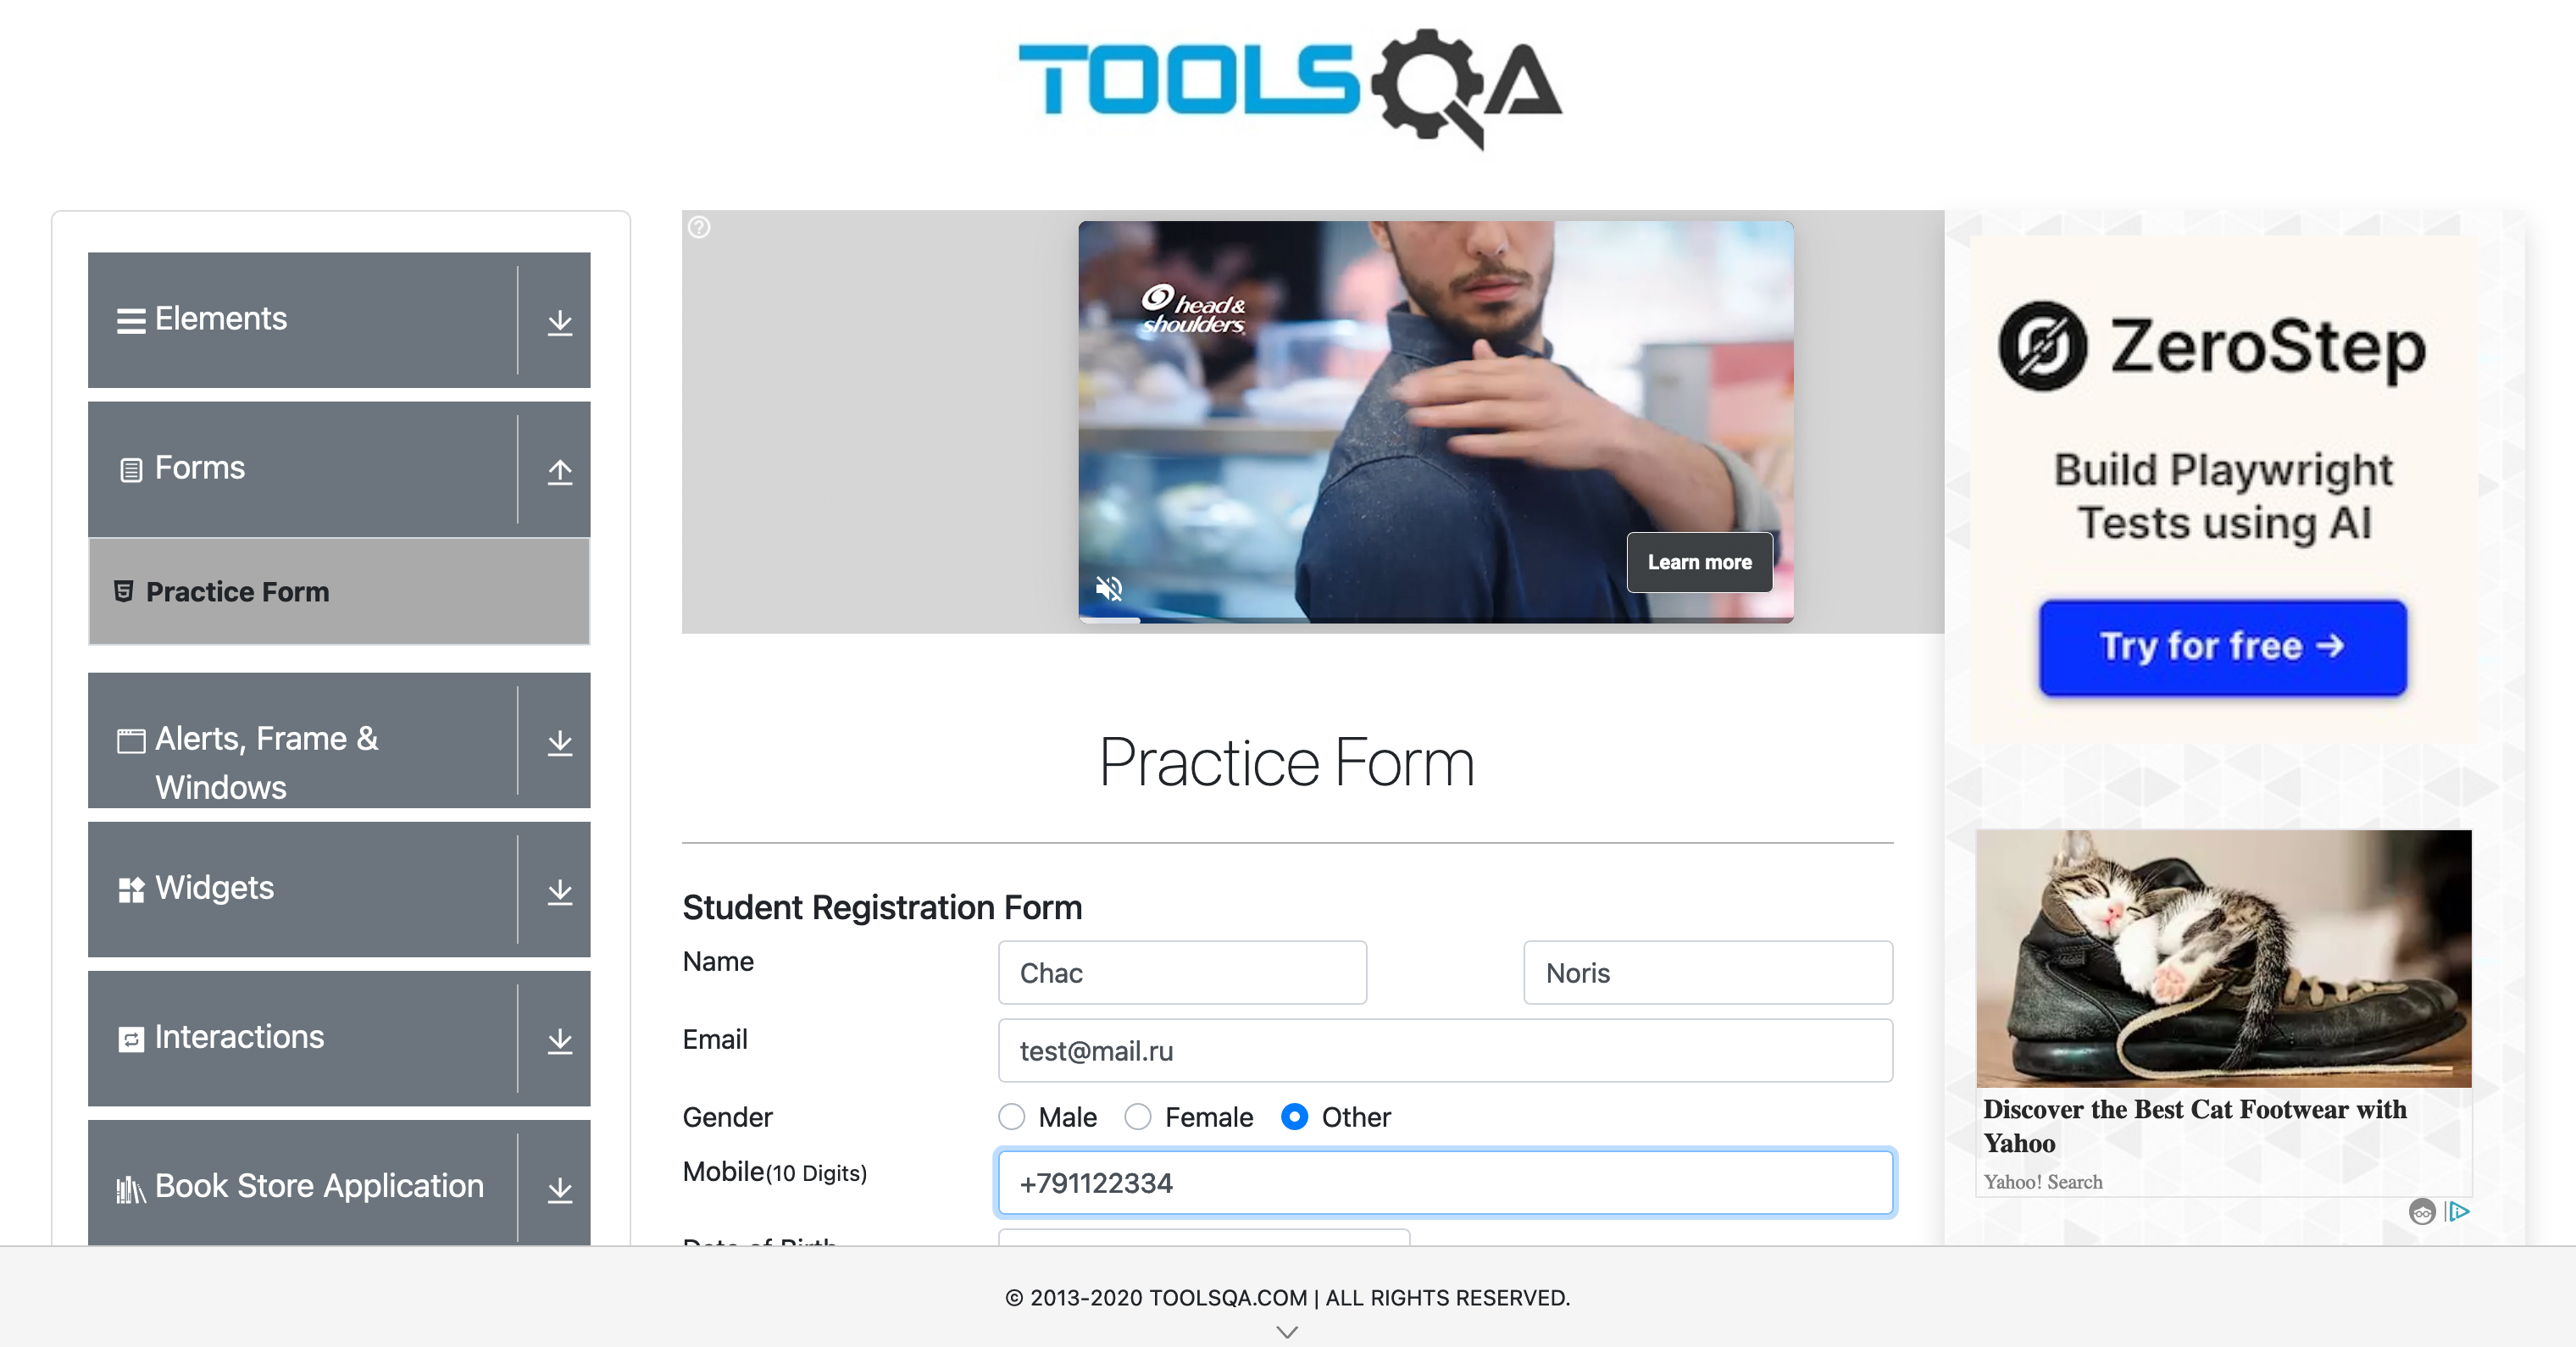 TOOLSQA
Elements
Forms
Practice Form
Alerts, Frame &
Windows
Widgets
Interactions
Book Store Application
head&
shoulders
Learn more
Practice Form
Student Registration Form
Name
Chac
Noris
Email
test@mail.ru
Gender
Male
Female
Other
Mobile(10 Digits)
+791122334
Date of Birth
ZeroStep
Build Playwright
Tests using AI
Try for free →
Discover the Best Cat Footwear with
Yahoo
Yahoo! Search
© 2013-2020 TOOLSQA.COM | ALL RIGHTS RESERVED.